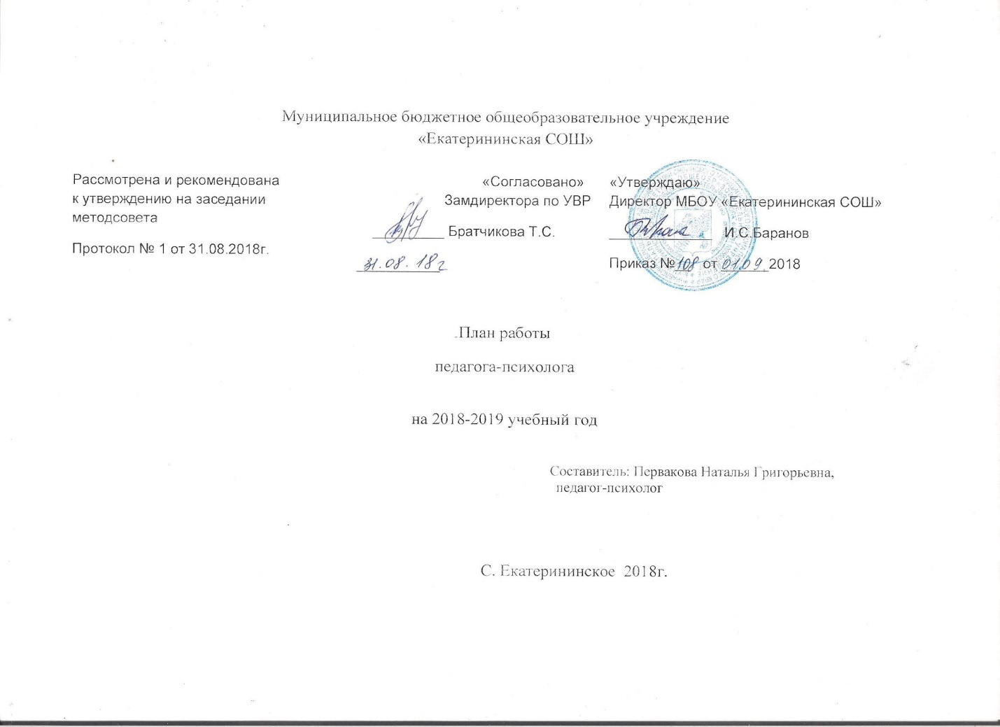 Муниципальное бюджетное общеобразовательное учреждение
«Екатерининская СОШ»
Рассмотрена и рекомендована
к утверждению на заседании
методсовета
Протокол № 1 от 31.08.2018г.
«Согласовано»
Замдиректора по УВР
Братчикова Т.С.
31.08.18г
«Утверждаю»
Директор МБОУ «Екатерининская СОШ»
И.С.Баранов
Приказ №108 от 01.09.2018
.План работы
педагога-психолога
на 2018-2019 учебный год
Составитель: Первакова Наталья Григорьевна,
педагог-психолог
С. Екатерининское 2018г.